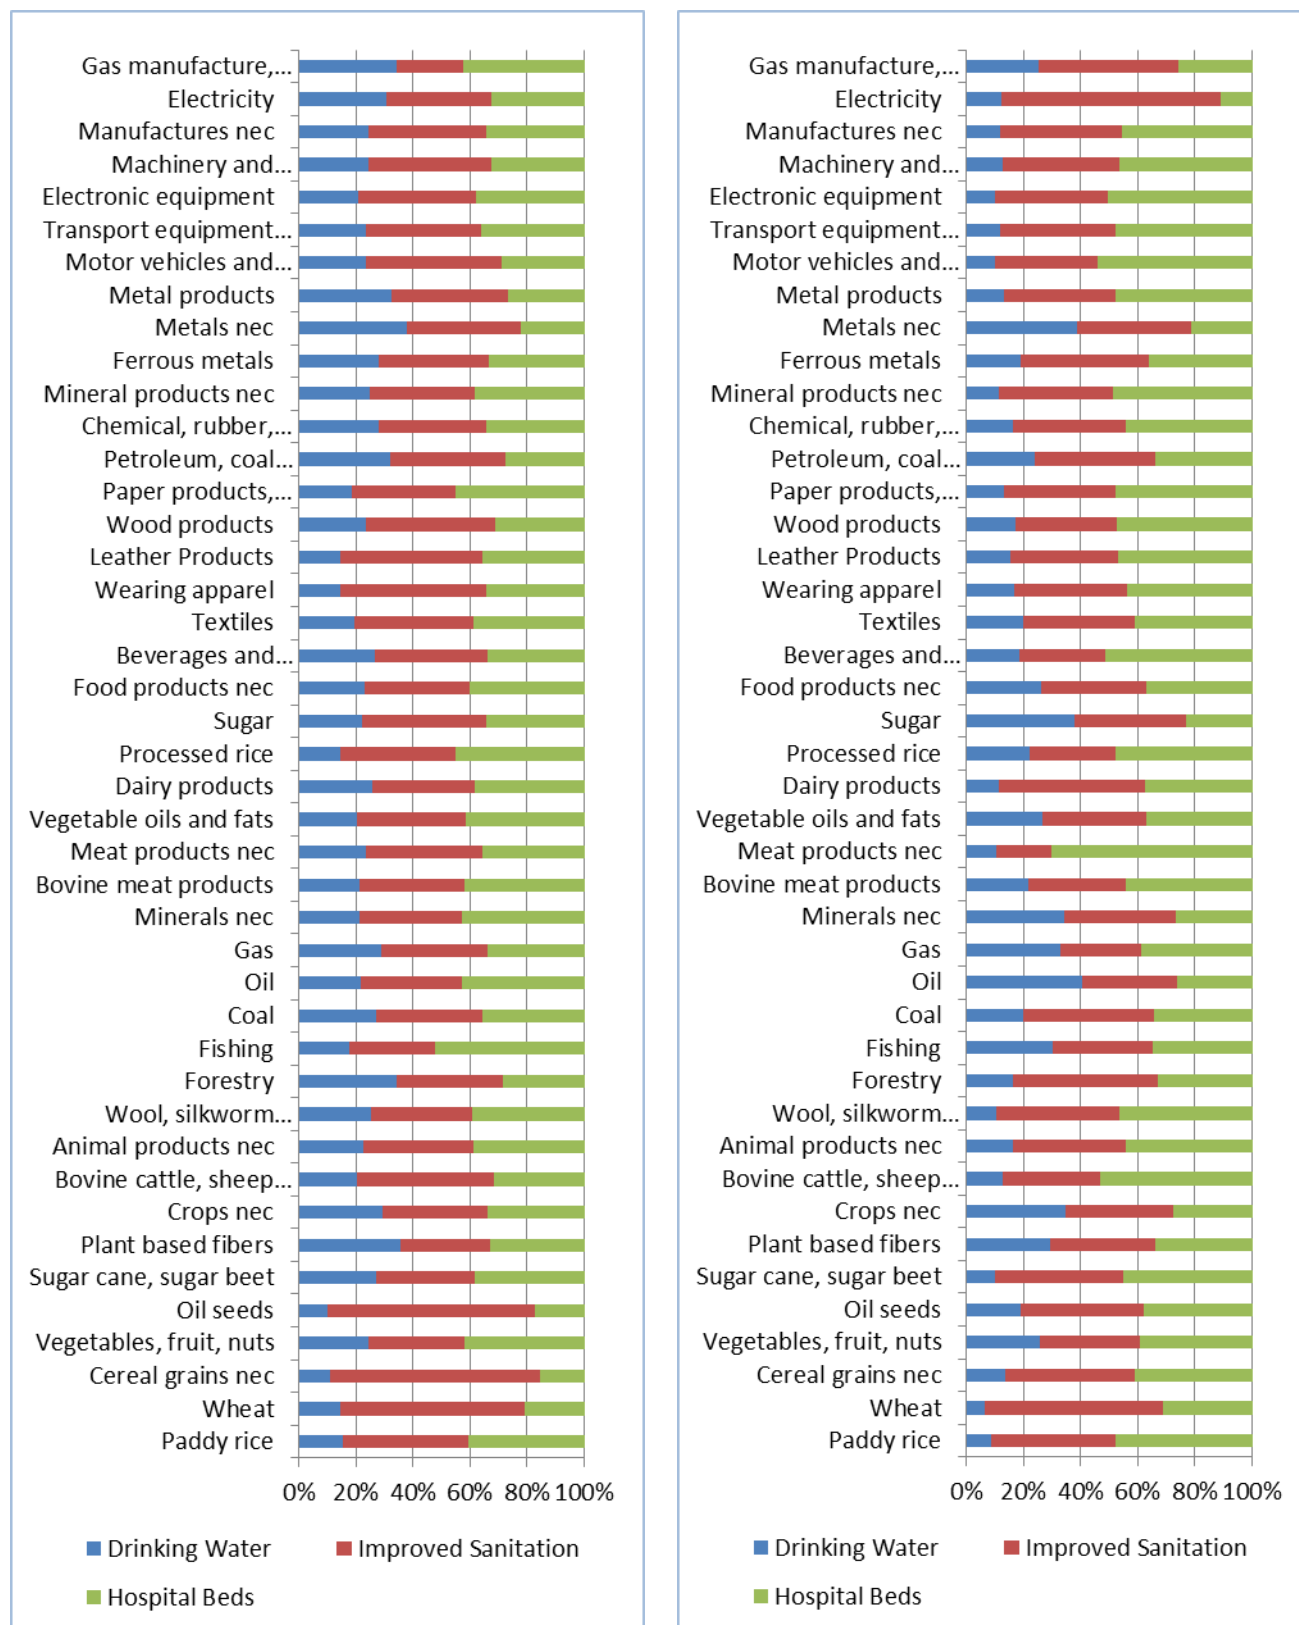 Gas manufacture,...
Electricity
Manufactures nec
Machinery and...
Electronic equipment
Transport equipment...
Motor vehicles and...
Metal products
Metals nec
Ferrous metals
Mineral products nec
Chemical, rubber,...
Petroleum, coal...
Paper products,...
Wood products
Leather Products
Wearing apparel
Textiles
Beverages and...
Food products nec
Sugar
Processed rice
Dairy products
Vegetable oils and fats
Meat products nec
Bovine meat products
Minerals nec
Gas
Oil
Coal
Fishing
Forestry
Wool, silkworm...
Animal products nec
Bovine cattle, sheep...
Crops nec
Plant based fibers
Sugar cane, sugar beet
Oil seeds
Vegetables, fruit, nuts
Cereal grains nec
Wheat
Paddy rice
0% 20% 40% 60% 80% 100%
Drinking Water Improved Sanitation
Hospital Beds
Gas manufacture,...
Electricity
Manufactures nec
Machinery and...
Electronic equipment
Transport equipment...
Motor vehicles and...
Metal products
Metals nec
Ferrous metals
Mineral products nec
Chemical, rubber,...
Petroleum, coal...
Paper products,...
Wood products
Leather Products
Wearing apparel
Textiles
Beverages and...
Food products nec
Sugar
Processed rice
Dairy products
Vegetable oils and fats
Meat products nec
Bovine meat products
Minerals nec
Gas
Oil
Coal
Fishing
Forestry
Wool, silkworm...
Animal products nec
Bovine cattle, sheep...
Crops nec
Plant based fibers
Sugar cane, sugar beet
Oil seeds
Vegetables, fruit, nuts
Cereal grains nec
Wheat
Paddy rice
0% 20% 40% 60% 80% 100%
Drinking Water Improved Sanitation
Hospital Beds